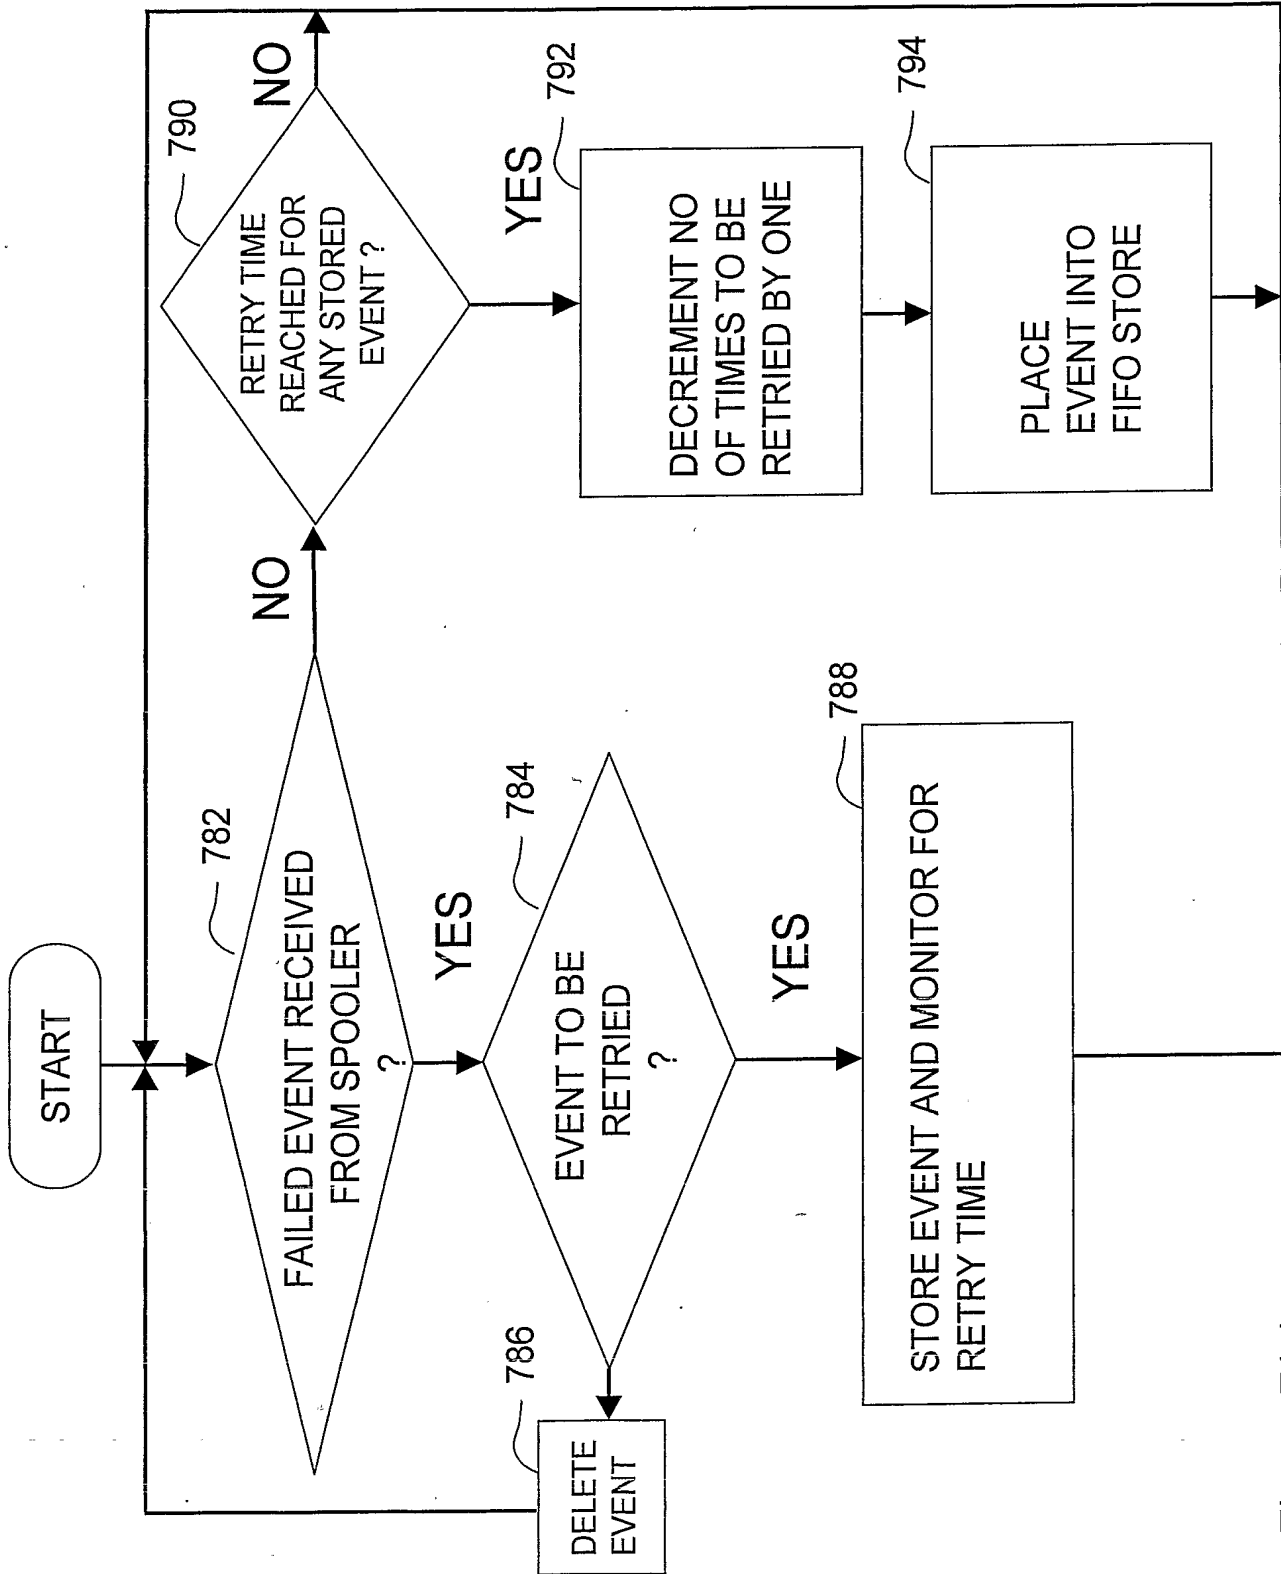 START
782
FAILED EVENT RECEIVED
FROM SPOOLER
?
NO
YES
790
RETRY TIME
REACHED FOR
ANY STORED
EVENT ?
NO
YES
784
EVENT TO BE
RETRIED
?
YES
786
DELETE
EVENT
788
STORE EVENT AND MONITOR FOR
RETRY TIME
792
DECREMENT NO
OF TIMES TO BE
RETRIED BY ONE
794
PLACE
EVENT INTO
FIFO STORE